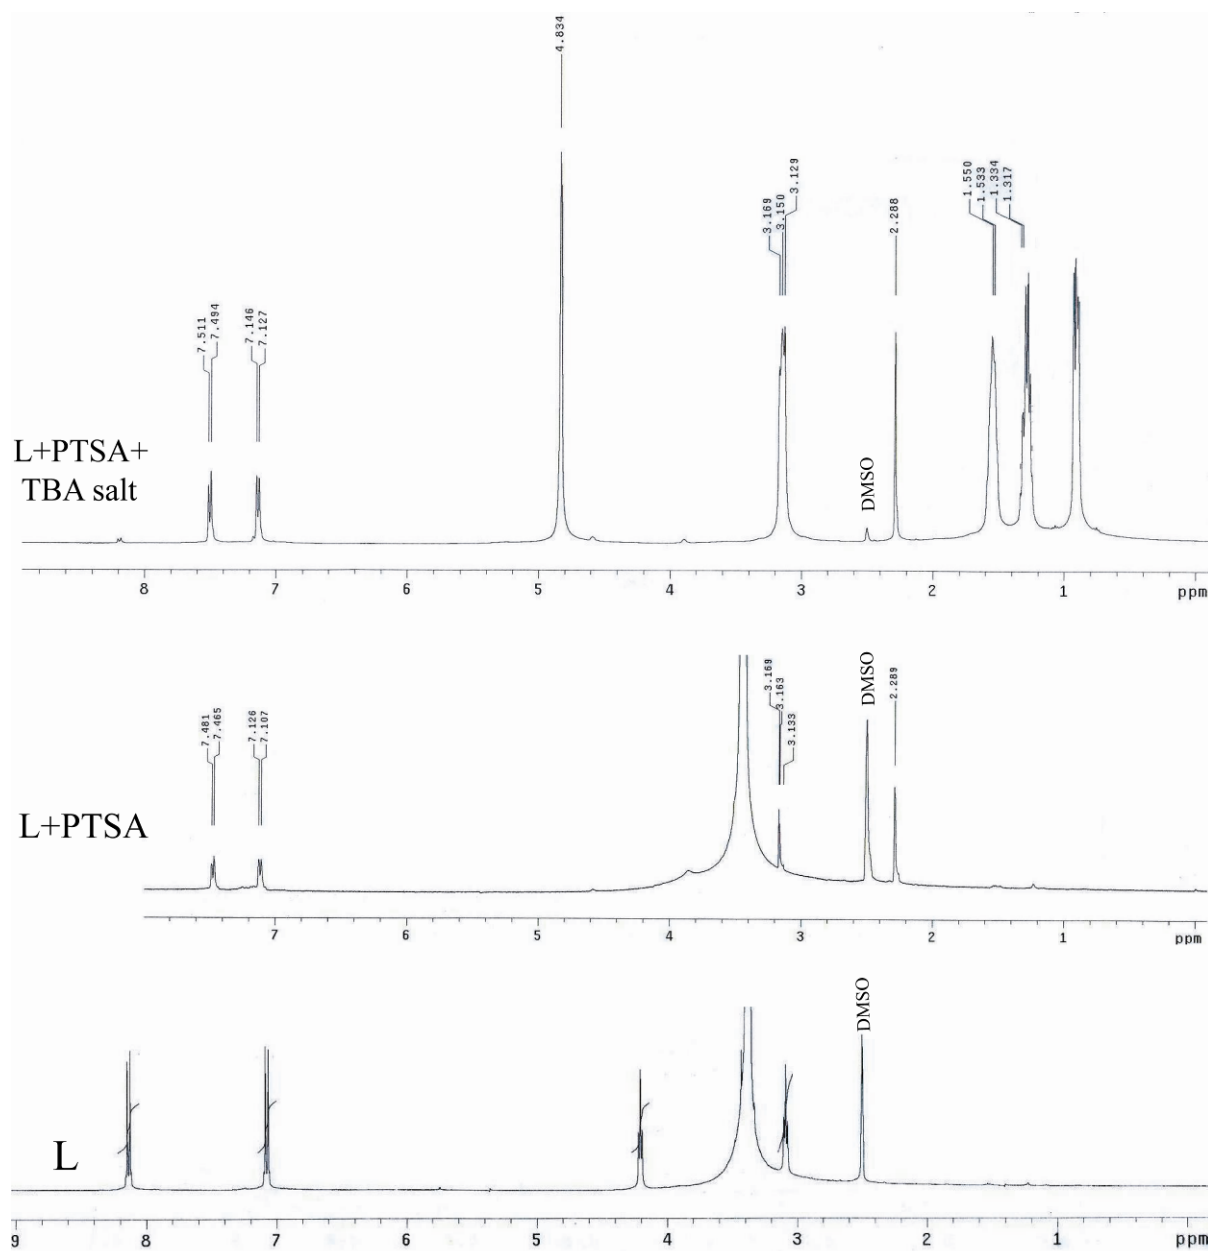 4.834
7.511
7.494
7.146
7.127
3.169
3.150
3.129
2.288
1.550
1.533
1.334
1.317
L+PTSA+
TBA salt
DMSO
8 7 6 5 4 3 2 1 ppm
7.481
7.465
7.126
7.107
3.169
3.163
3.133
DMSO
2.289
L+PTSA
7 6 5 4 3 2 1 ppm
DMSO
L
9 8 7 6 5 4 3 2 1 ppm